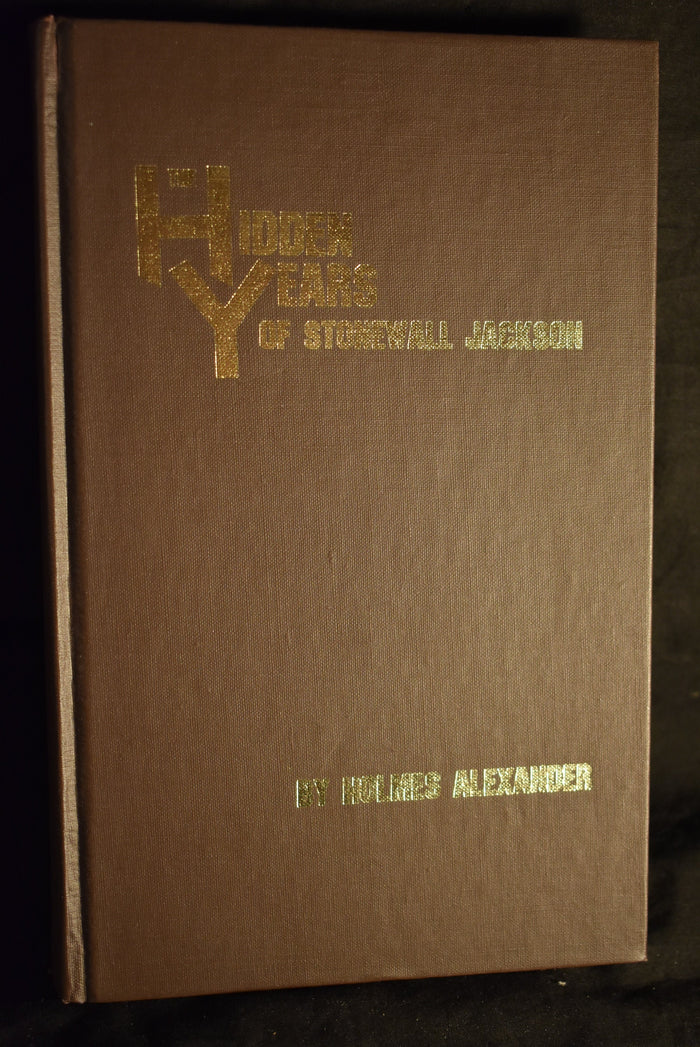 THE
HIDDEN
YEARS
OF STONEWALL JACKSON
BY HOLMES ALEXANDER